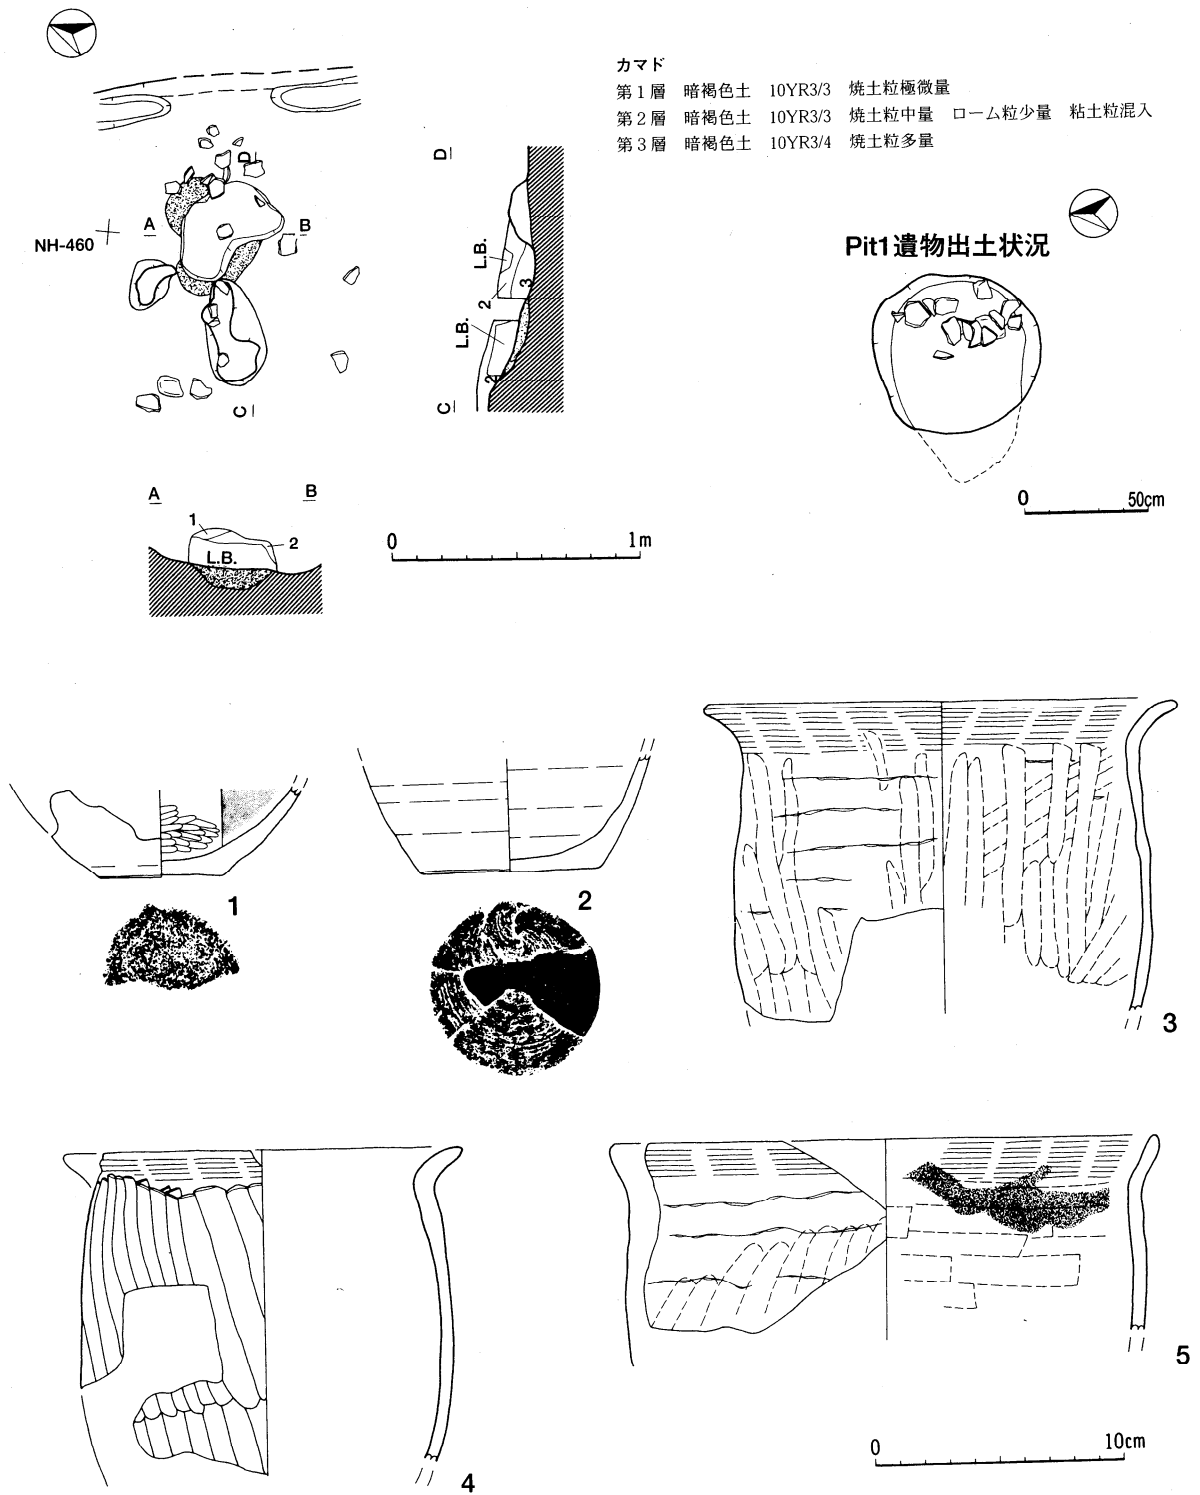 カマド
第1層 暗褐色土 10YR3/3 焼土粒極微量
第2層 暗褐色土 10YR3/3 焼土粒中量 ローム粒少量 粘土粒混入
第3層 暗褐色土 10YR3/4 焼土粒多量
D
D
A
B
NH-460
L.B.
3
2
L.B.
2
C
C
Pit1遺物出土状況
0 50cm
A
B
1
2
L.B.
0 1m
1
2
3
4
5
0 10cm